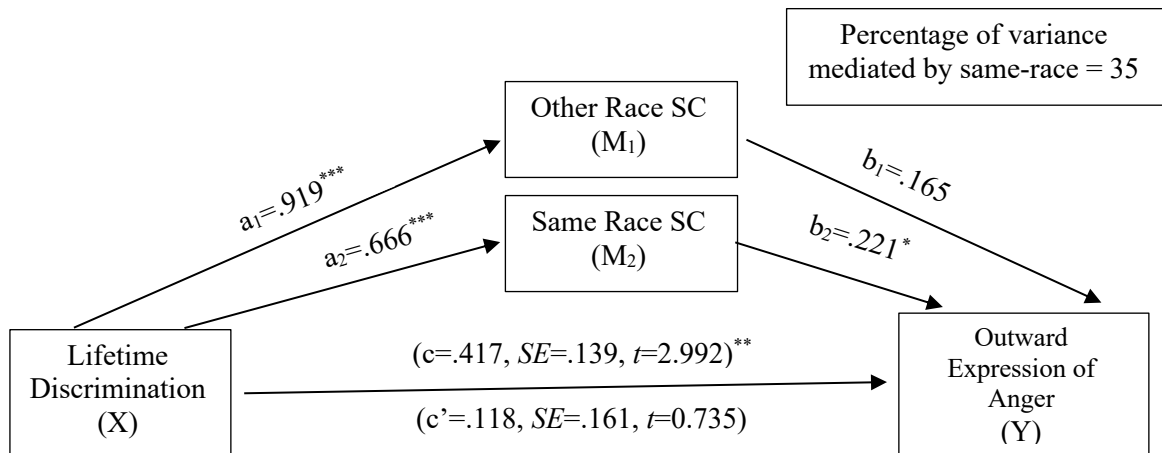 Percentage of variance
mediated by same-race = 35
Other Race SC
(M₁)
a₁=.919***
b₁=.165
Same Race SC
(M₂)
a₂=.666***
b₂=.221*
Lifetime
Discrimination
(X)
(c=.417, SE=.139, t=2.992)**
(c’=.118, SE=.161, t=0.735)
Outward
Expression of
Anger
(Y)